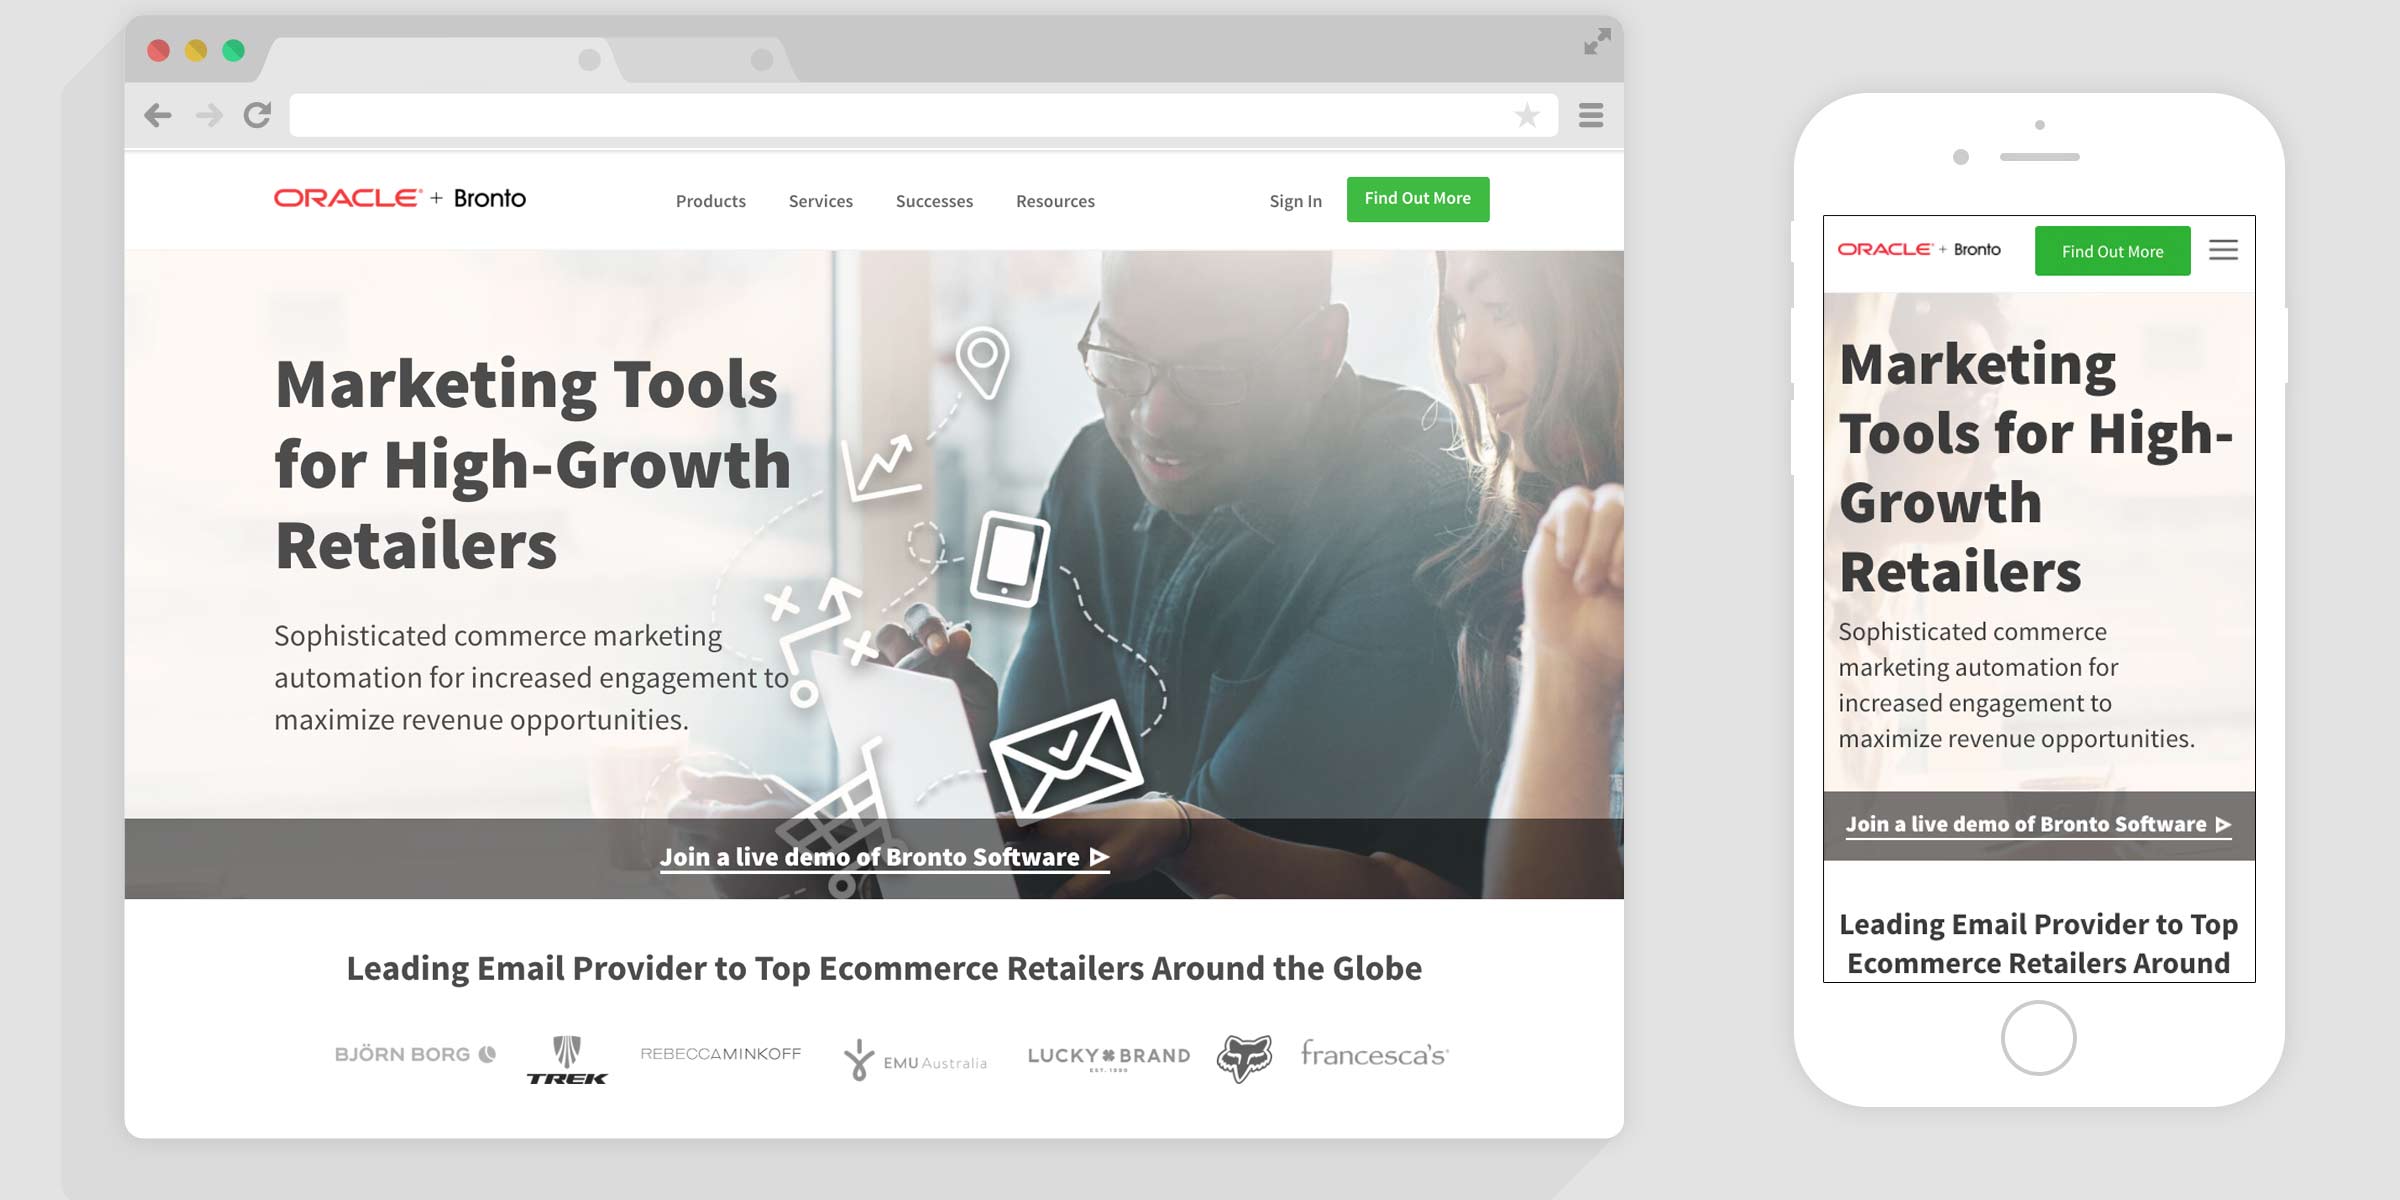 ORACLE® + Bronto
Products Services Successes Resources Sign In Find Out More
Marketing Tools
for High-Growth
Retailers
Sophisticated commerce marketing
automation for increased engagement to
maximize revenue opportunities.
Join a live demo of Bronto Software
Leading Email Provider to Top Ecommerce Retailers Around the Globe
BJÖRN BORG
TREK
REBECCAMINKOFF
EMU Australia
LUCKY BRAND
EST. 1990
francesca's
ORACLE® + Bronto
Find Out More
Marketing
Tools for High-
Growth
Retailers
Sophisticated commerce
marketing automation for
increased engagement to
maximize revenue opportunities.
Join a live demo of Bronto Software
Leading Email Provider to Top
Ecommerce Retailers Around